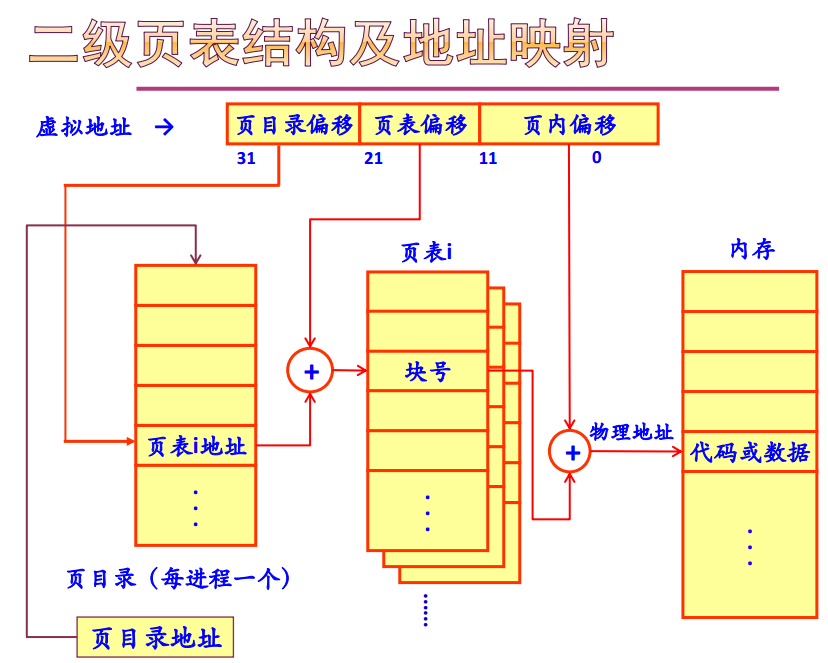 二级页表结构及地址映射
虚拟地址 →
页目录偏移 页表偏移 页内偏移
31 21 11 0
页表i
内存
+
块号
页表i地址
+
物理地址
代码或数据
页目录（每进程一个）
页目录地址